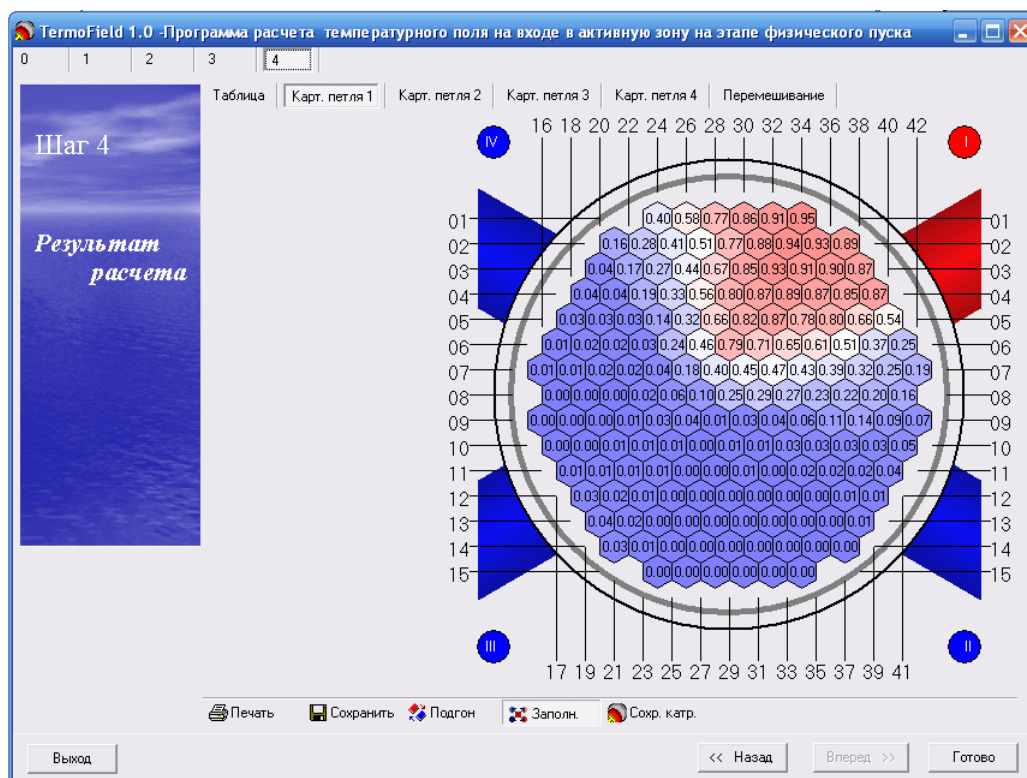 TermoField 1.0 -Программа расчета температурного поля на входе в активную зону на этапе физического пуска
0 1 2 3 4
Таблица Карт. петля 1 Карт. петля 2 Карт. петля 3 Карт. петля 4 Перемешивание
Шаг 4
Результат
расчета
16 18 20 22 24 26 28 30 32 34 36 38 40 42
IV I
01 0.40 0.58 0.77 0.86 0.91 0.95 01
02 0.16 0.28 0.41 0.51 0.77 0.88 0.94 0.93 0.89 02
03 0.04 0.17 0.27 0.44 0.67 0.85 0.93 0.91 0.90 0.87 03
04 0.04 0.04 0.19 0.33 0.56 0.80 0.87 0.89 0.87 0.85 0.87 04
05 0.03 0.03 0.03 0.14 0.32 0.66 0.82 0.87 0.78 0.80 0.66 0.54 05
06 0.01 0.02 0.02 0.03 0.24 0.46 0.79 0.71 0.65 0.61 0.51 0.37 0.25 06
07 0.01 0.01 0.02 0.02 0.04 0.18 0.40 0.45 0.47 0.43 0.39 0.32 0.25 0.19 07
08 0.00 0.00 0.01 0.02 0.06 0.10 0.25 0.29 0.27 0.23 0.22 0.20 0.16 08
09 0.00 0.00 0.00 0.01 0.03 0.04 0.01 0.03 0.04 0.06 0.11 0.14 0.09 0.07 09
10 0.00 0.00 0.01 0.01 0.04 0.00 0.01 0.01 0.03 0.03 0.03 0.03 0.05 10
11 0.01 0.01 0.01 0.01 0.00 0.00 0.01 0.00 0.02 0.02 0.02 0.04 11
12 0.03 0.02 0.01 0.00 0.00 0.00 0.00 0.00 0.00 0.01 0.01 12
13 0.04 0.02 0.00 0.00 0.00 0.00 0.00 0.00 0.00 0.01 13
14 0.03 0.01 0.00 0.00 0.00 0.00 0.00 0.00 0.00 14
15 0.00 0.00 0.00 0.00 0.00 0.00 15
III II
17 19 21 23 25 27 29 31 33 35 37 39 41
Печать Сохранить Подгон Заполн. Сохр. катр.
Выход << Назад Вперед >> Готово